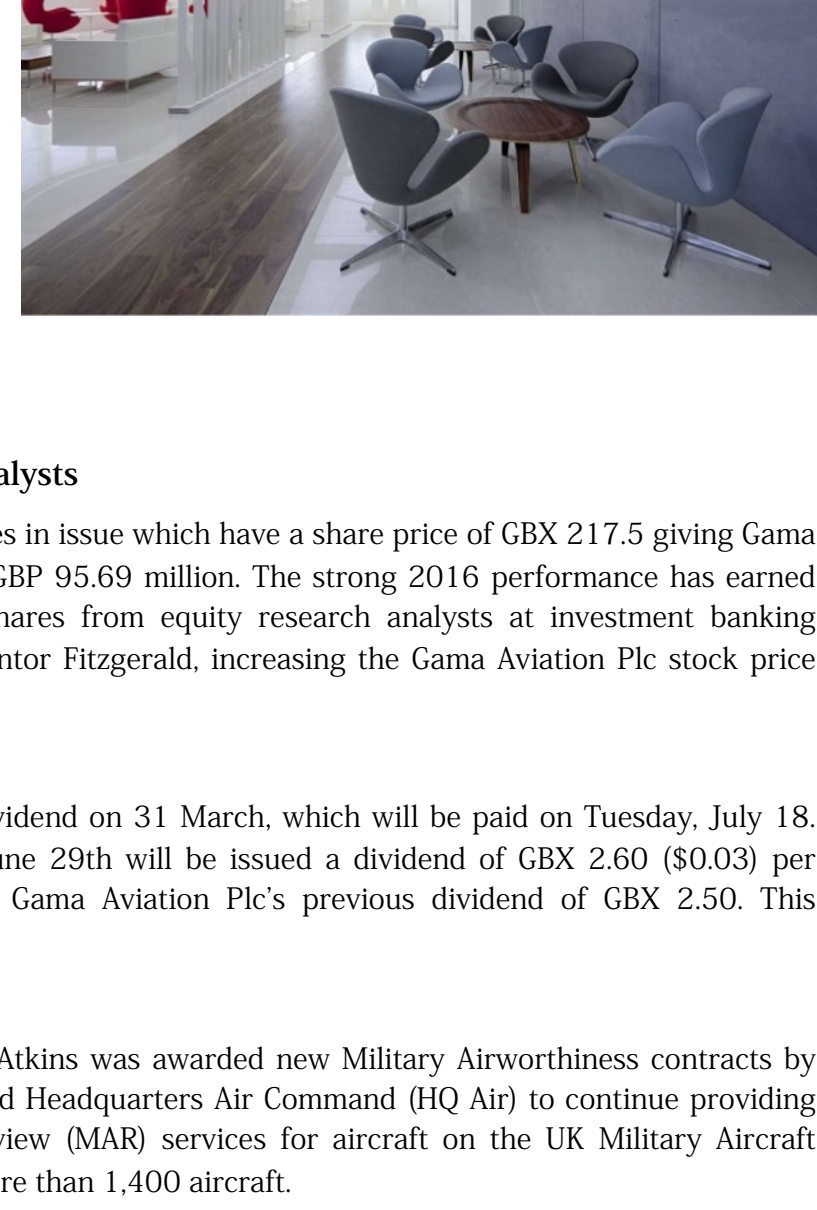 alysts
es in issue which have a share price of GBX 217.5 giving Gama
GBP 95.69 million. The strong 2016 performance has earned
hares from equity research analysts at investment banking
ntor Fitzgerald, increasing the Gama Aviation Plc stock price
vidend on 31 March, which will be paid on Tuesday, July 18.
une 29th will be issued a dividend of GBX 2.60 ($0.03) per
Gama Aviation Plc’s previous dividend of GBX 2.50. This
Atkins was awarded new Military Airworthiness contracts by
d Headquarters Air Command (HQ Air) to continue providing
view (MAR) services for aircraft on the UK Military Aircraft
re than 1,400 aircraft.